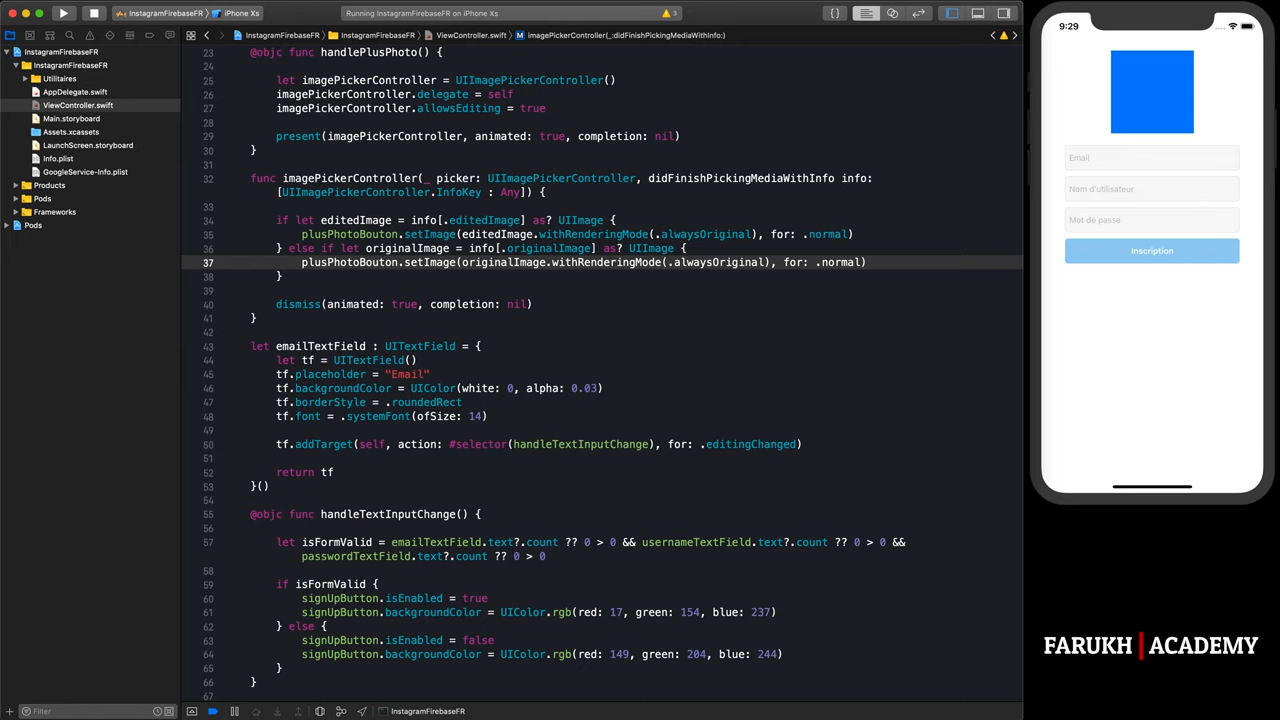 InstagramFirebaseFR
iPhone Xs
Running InstagramFirebaseFR on iPhone Xs
3
InstagramFirebaseFR
InstagramFirebaseFR
ViewController.swift
M
imagePickerController(_:didFinishPickingMediaWithInfo:)
InstagramFirebaseFR
InstagramFirebaseFR
Utilitaires
AppDelegate.swift
ViewController.swift
Main.storyboard
Assets.xcassets
LaunchScreen.storyboard
Info.plist
GoogleService-Info.plist
Products
Pods
Frameworks
Pods
Filter
23 @objc func handlePlusPhoto() {
24
25 let imagePickerController = UIImagePickerController()
26 imagePickerController.delegate = self
27 imagePickerController.allowsEditing = true
28
29 present(imagePickerController, animated: true, completion: nil)
30 }
31
32 func imagePickerController(_ picker: UIImagePickerController, didFinishPickingMediaWithInfo info:
[UIImagePickerController.InfoKey : Any]) {
33
34 if let editedImage = info[.editedImage] as? UIImage {
35 plusPhotoBouton.setImage(editedImage.withRenderingMode(.alwaysOriginal), for: .normal)
36 } else if let originalImage = info[.originalImage] as? UIImage {
37 plusPhotoBouton.setImage(originalImage.withRenderingMode(.alwaysOriginal), for: .normal)
38 }
39
40 dismiss(animated: true, completion: nil)
41 }
42
43 let emailTextField : UITextField = {
44 let tf = UITextField()
45 tf.placeholder = "Email"
46 tf.backgroundColor = UIColor(white: 0, alpha: 0.03)
47 tf.borderStyle = .roundedRect
48 tf.font = .systemFont(ofSize: 14)
49
50 tf.addTarget(self, action: #selector(handleTextInputChange), for: .editingChanged)
51
52 return tf
53 }()
54
55 @objc func handleTextInputChange() {
56
57 let isFormValid = emailTextField.text?.count ?? 0 > 0 && usernameTextField.text?.count ?? 0 > 0 &&
passwordTextField.text?.count ?? 0 > 0
58
59 if isFormValid {
60 signUpButton.isEnabled = true
61 signUpButton.backgroundColor = UIColor.rgb(red: 17, green: 154, blue: 237)
62 } else {
63 signUpButton.isEnabled = false
64 signUpButton.backgroundColor = UIColor.rgb(red: 149, green: 204, blue: 244)
65 }
66 }
67
InstagramFirebaseFR
9:29
Email
Nom d'utilisateur
Mot de passe
Inscription
FARUKH | ACADEMY